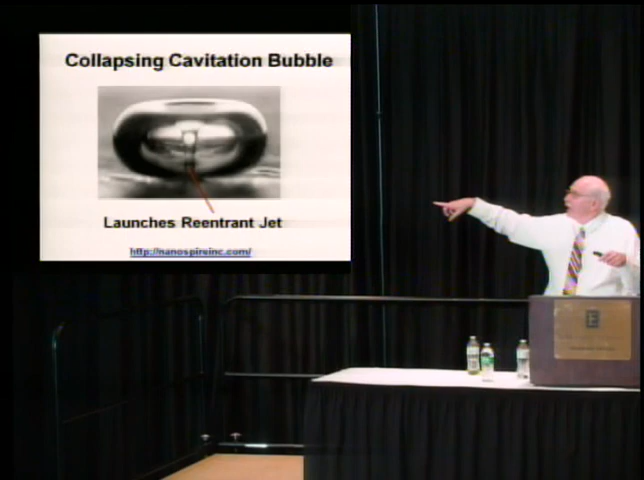 Collapsing Cavitation Bubble
Launches Reentrant Jet
http://nanospireinc.com/
E